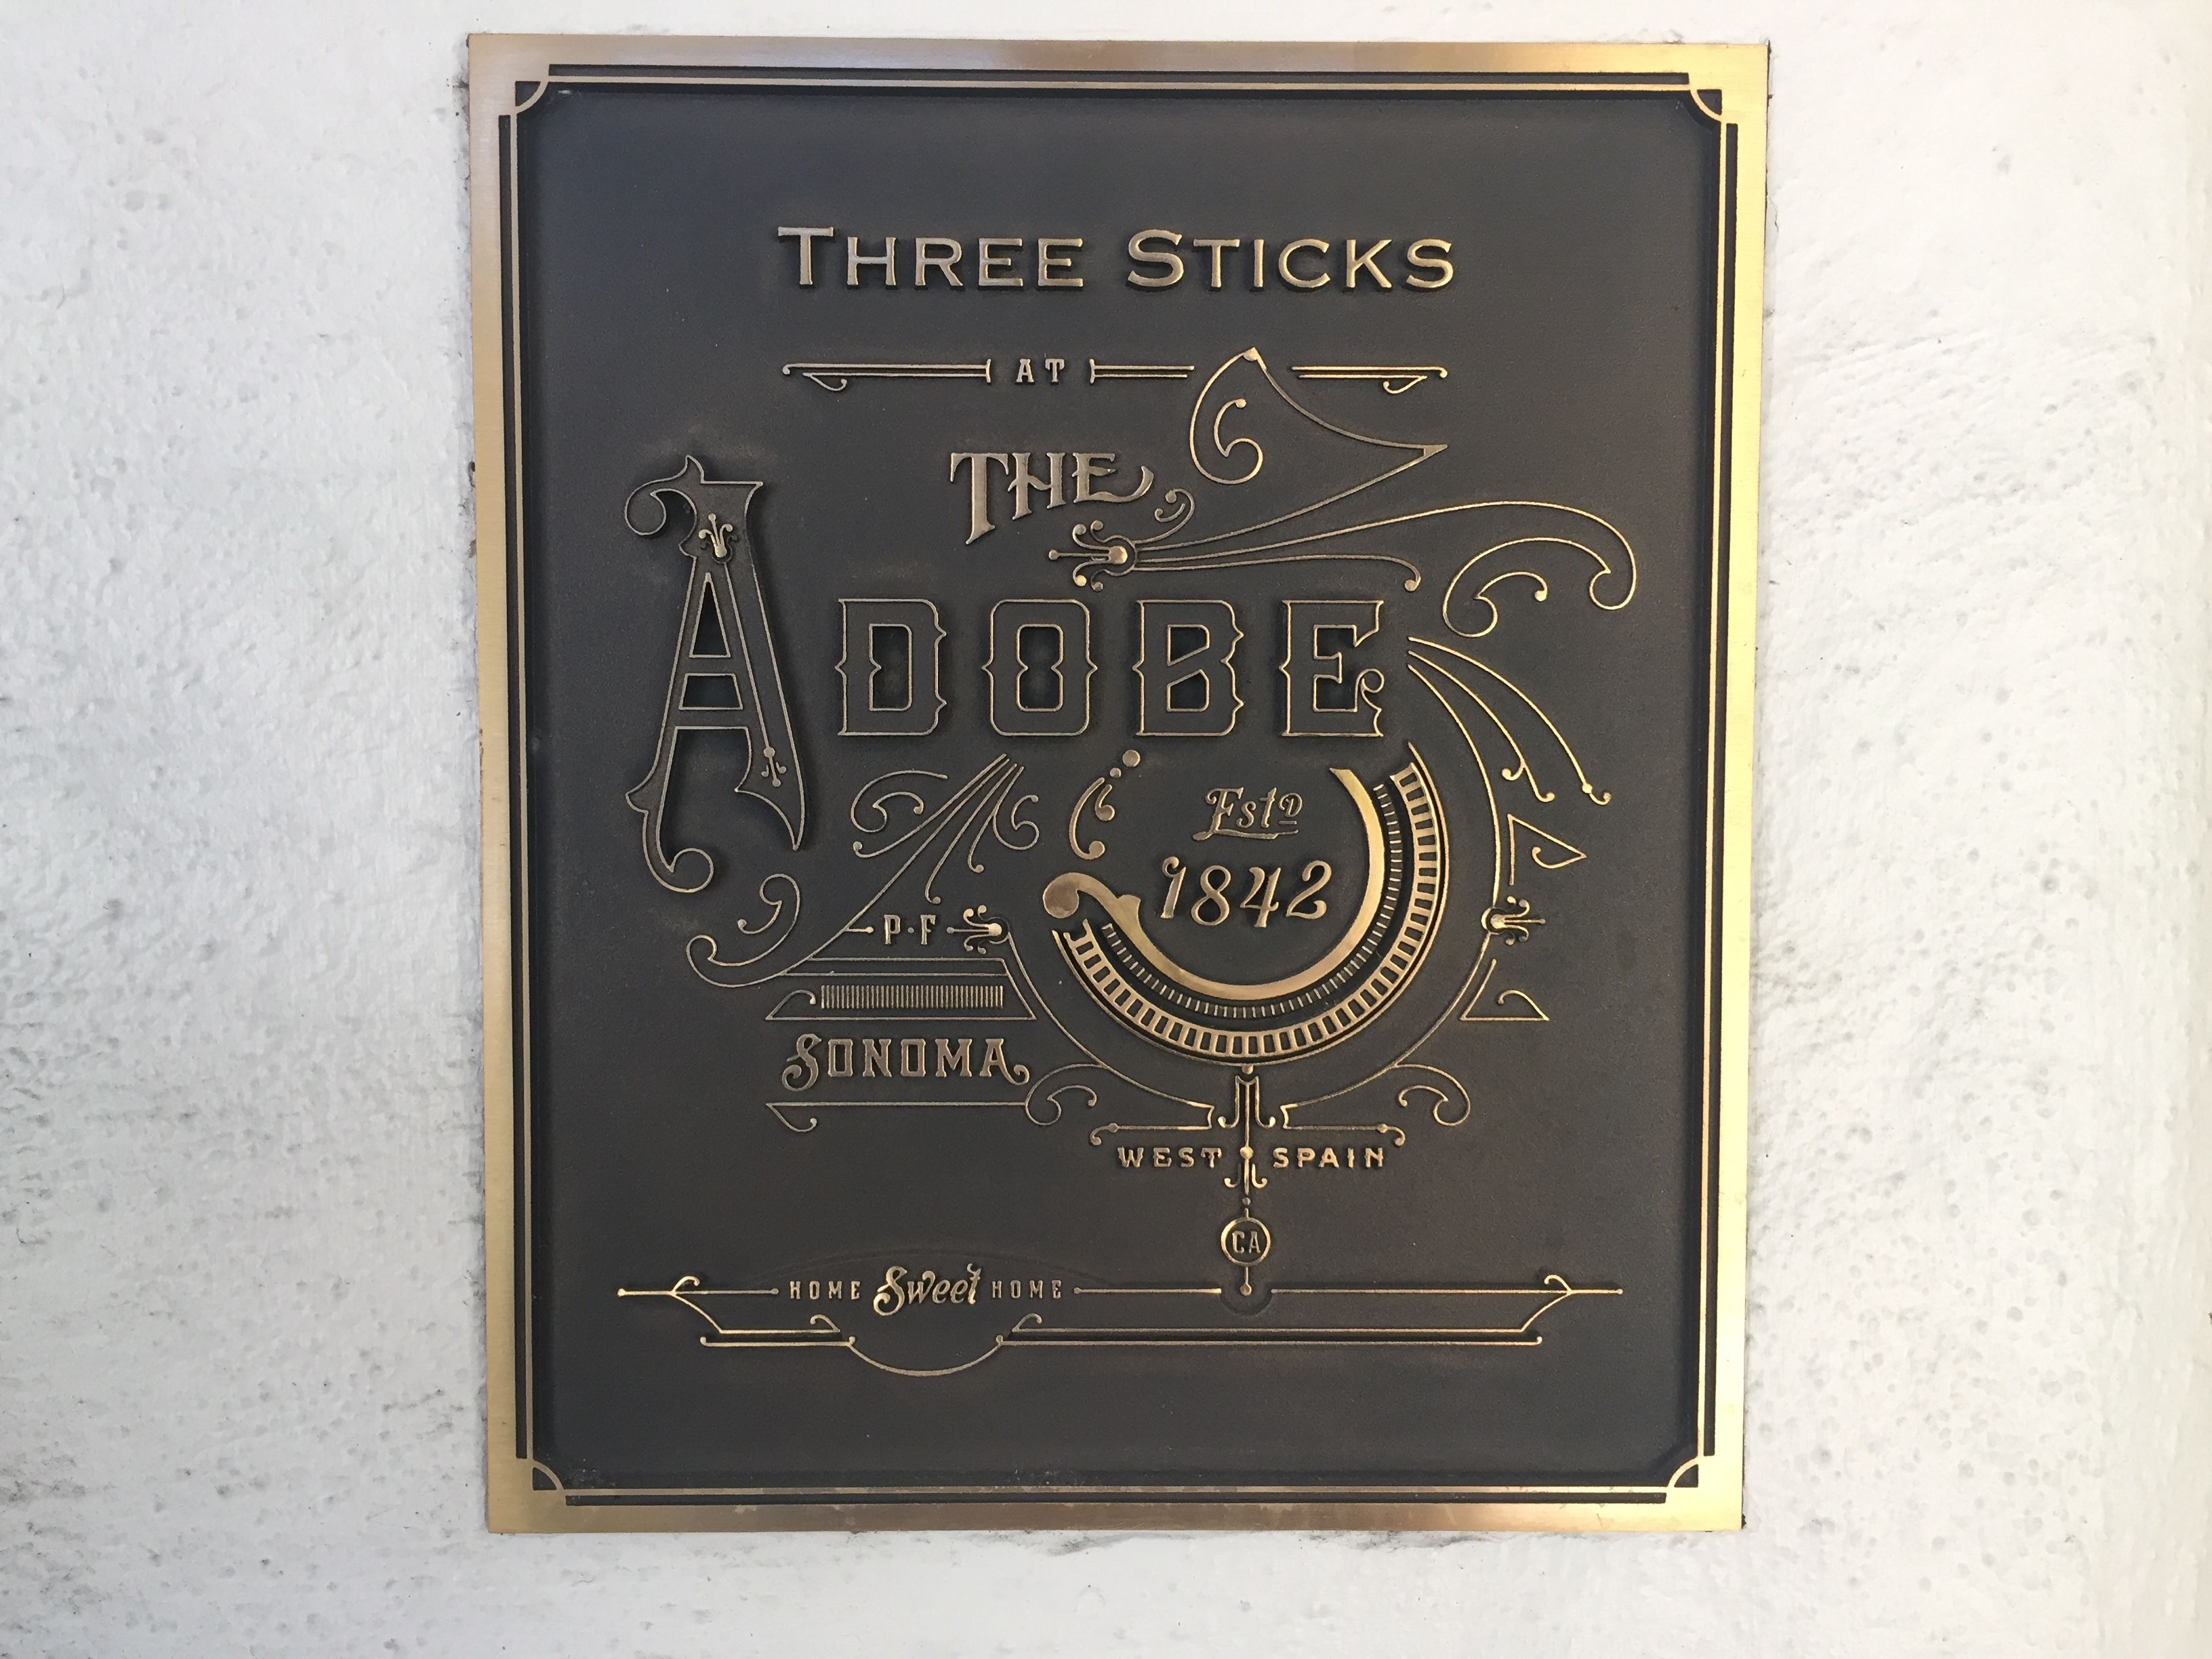 THREE STICKS
AT
THE
ADOBE
Estᴰ
1842
P·F
SONOMA
WEST SPAIN
CA
HOME Sweet HOME